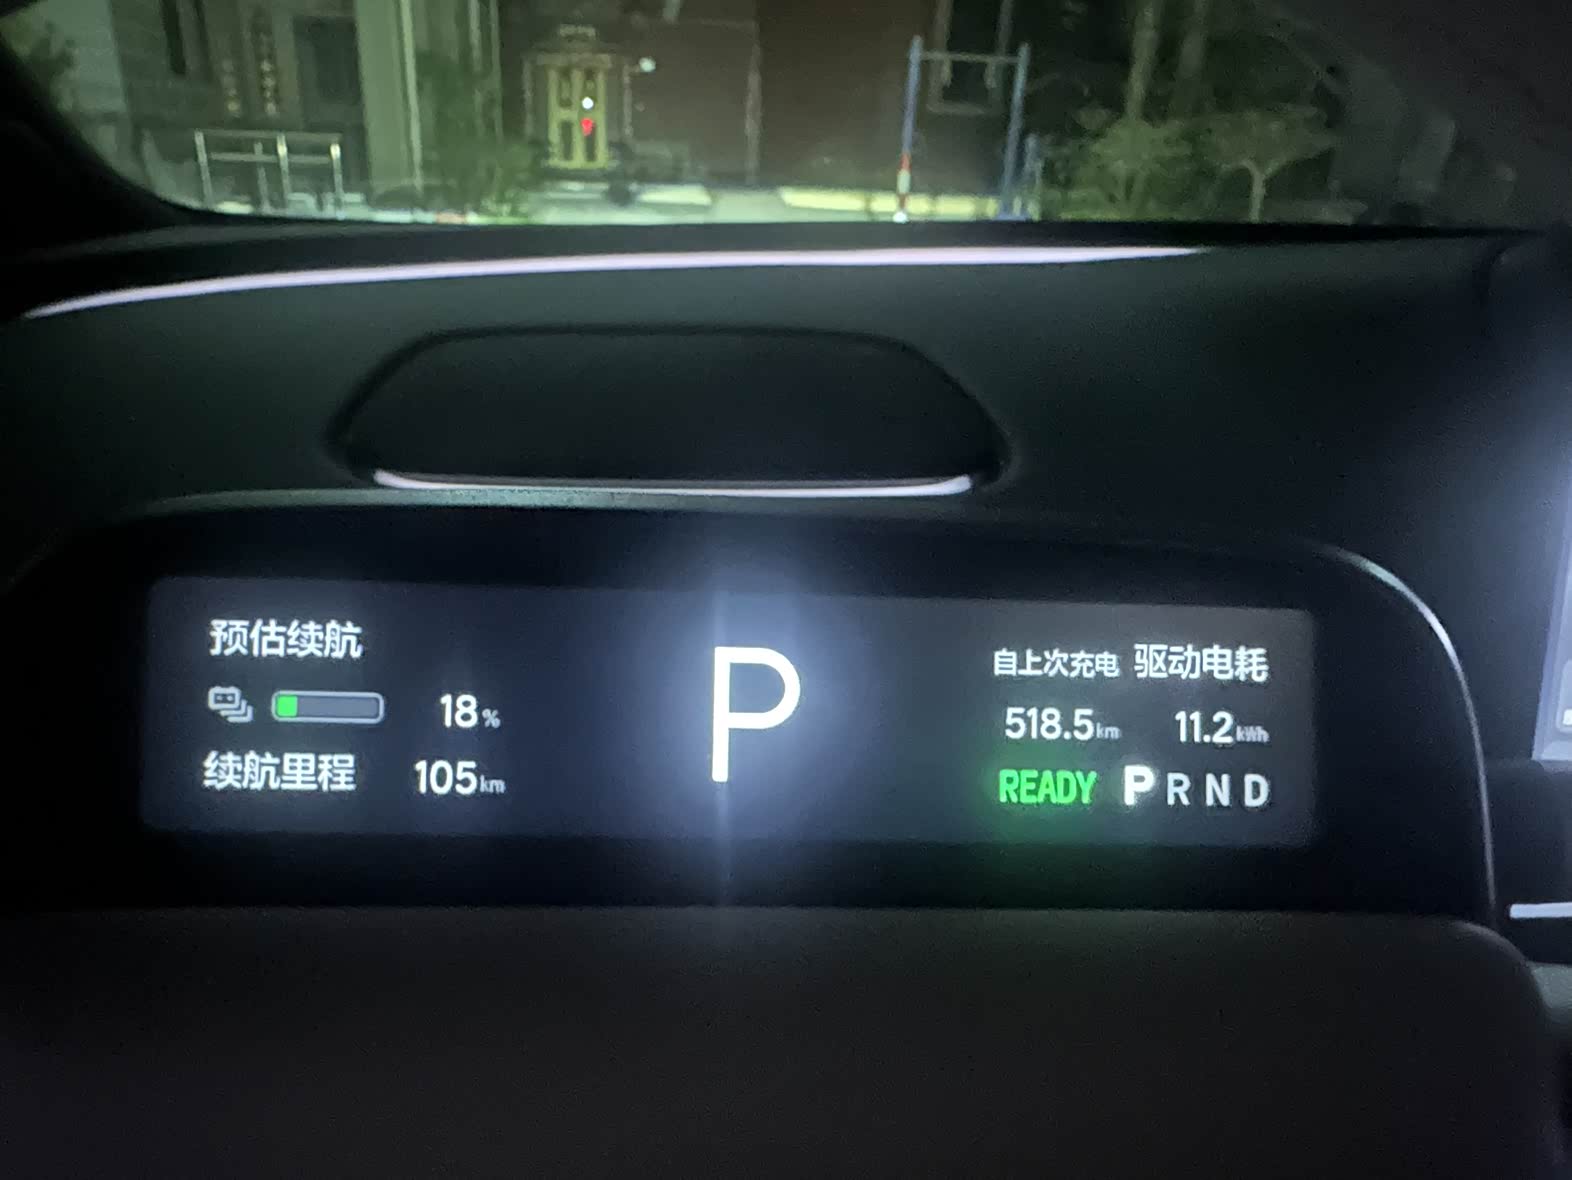 预估续航
18%
续航里程 105km
P
自上次充电 驱动电耗
518.5km 11.2kWh
READY P R N D